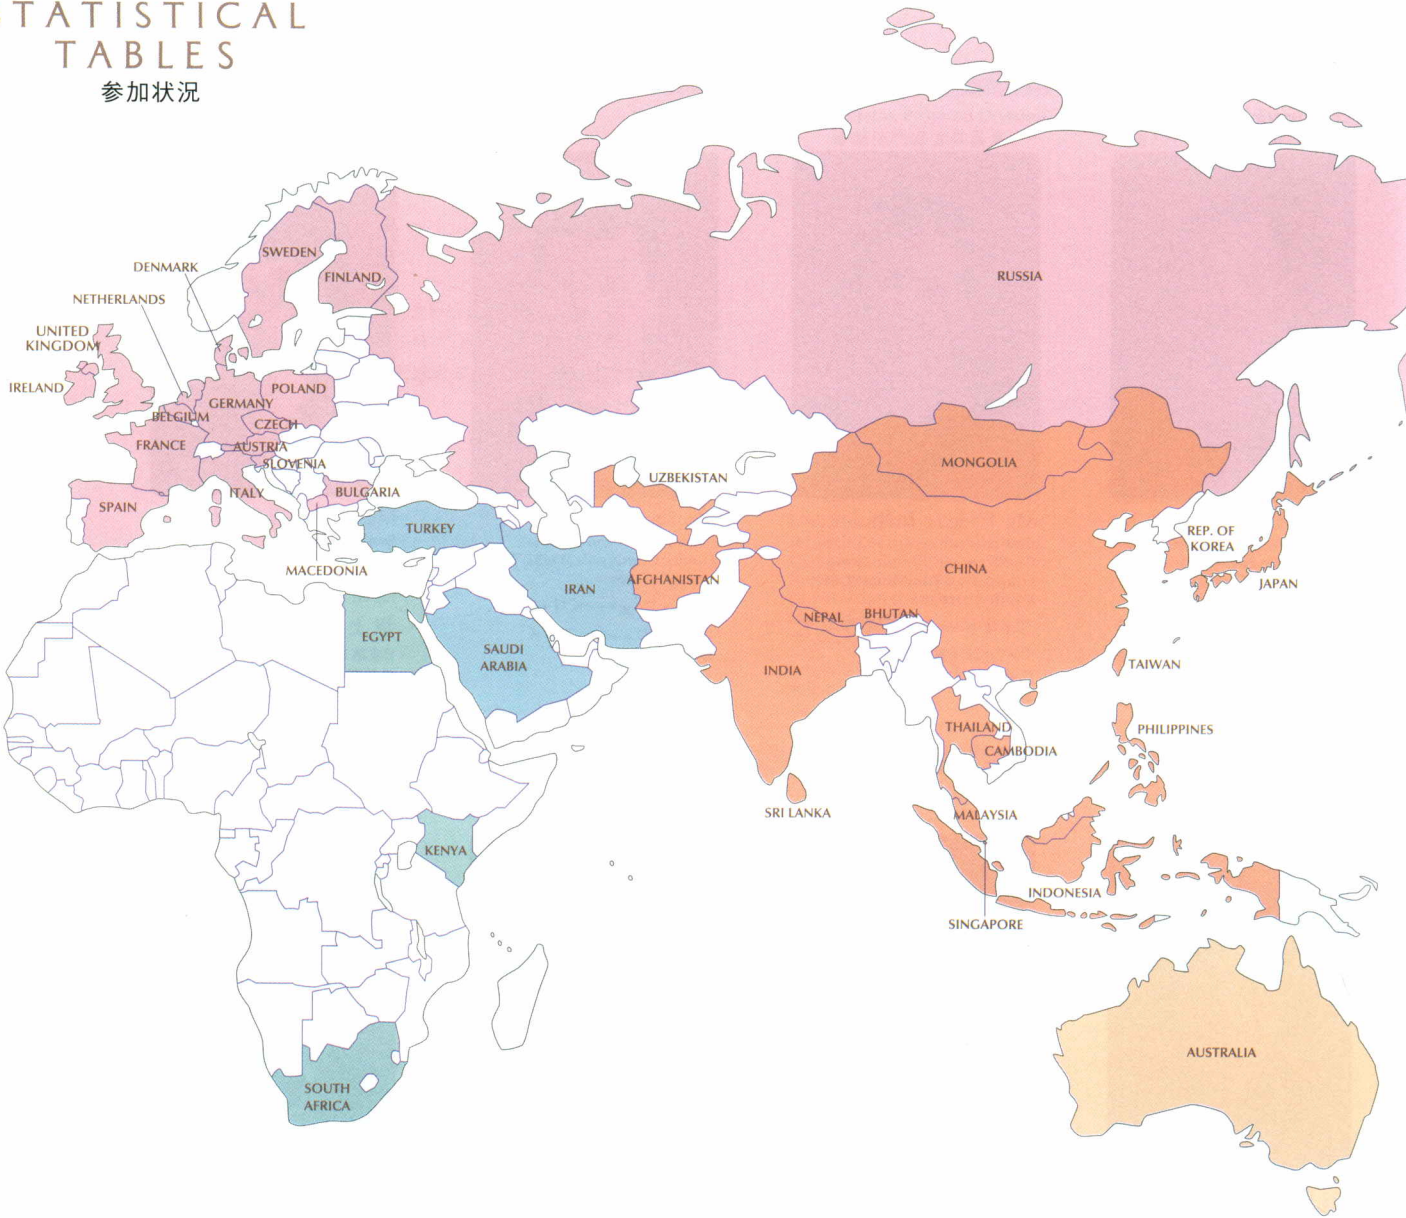 TATISTICAL
TABLES
参加状況
SWEDEN
FINLAND
DENMARK
NETHERLANDS
UNITED
KINGDOM
IRELAND
RUSSIA
POLAND
GERMANY
BELGIUM
CZECH
FRANCE
AUSTRIA
SLOVENIA
ITALY
BULGARIA
SPAIN
MACEDONIA
TURKEY
UZBEKISTAN
MONGOLIA
REP. OF
KOREA
JAPAN
CHINA
AFGHANISTAN
IRAN
EGYPT
SAUDI
ARABIA
NEPAL
BHUTAN
INDIA
TAIWAN
THAILAND
CAMBODIA
PHILIPPINES
SRI LANKA
MALAYSIA
KENYA
INDONESIA
SINGAPORE
AUSTRALIA
SOUTH
AFRICA